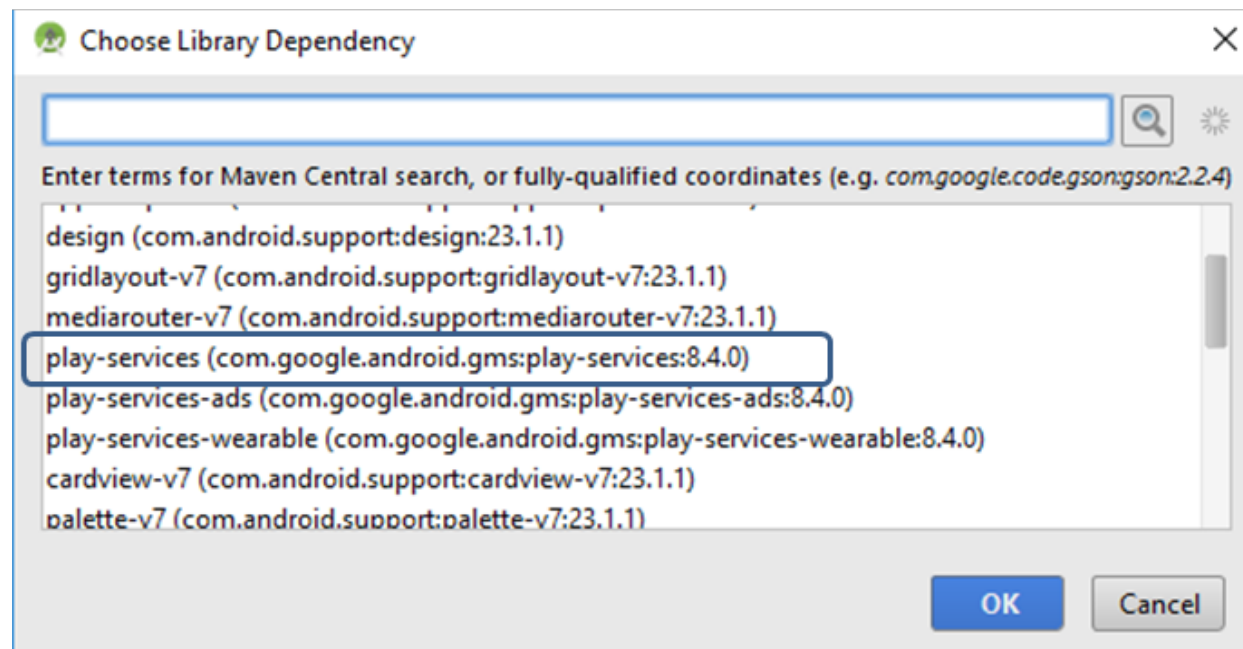 Choose Library Dependency
Enter terms for Maven Central search, or fully-qualified coordinates (e.g. com.google.code.gson:gson:2.2.4)
design (com.android.support:design:23.1.1)
gridlayout-v7 (com.android.support:gridlayout-v7:23.1.1)
mediarouter-v7 (com.android.support:mediarouter-v7:23.1.1)
play-services (com.google.android.gms:play-services:8.4.0)
play-services-ads (com.google.android.gms:play-services-ads:8.4.0)
play-services-wearable (com.google.android.gms:play-services-wearable:8.4.0)
cardview-v7 (com.android.support:cardview-v7:23.1.1)
palette-v7 (com.android.support:palette-v7:23.1.1)
OK Cancel